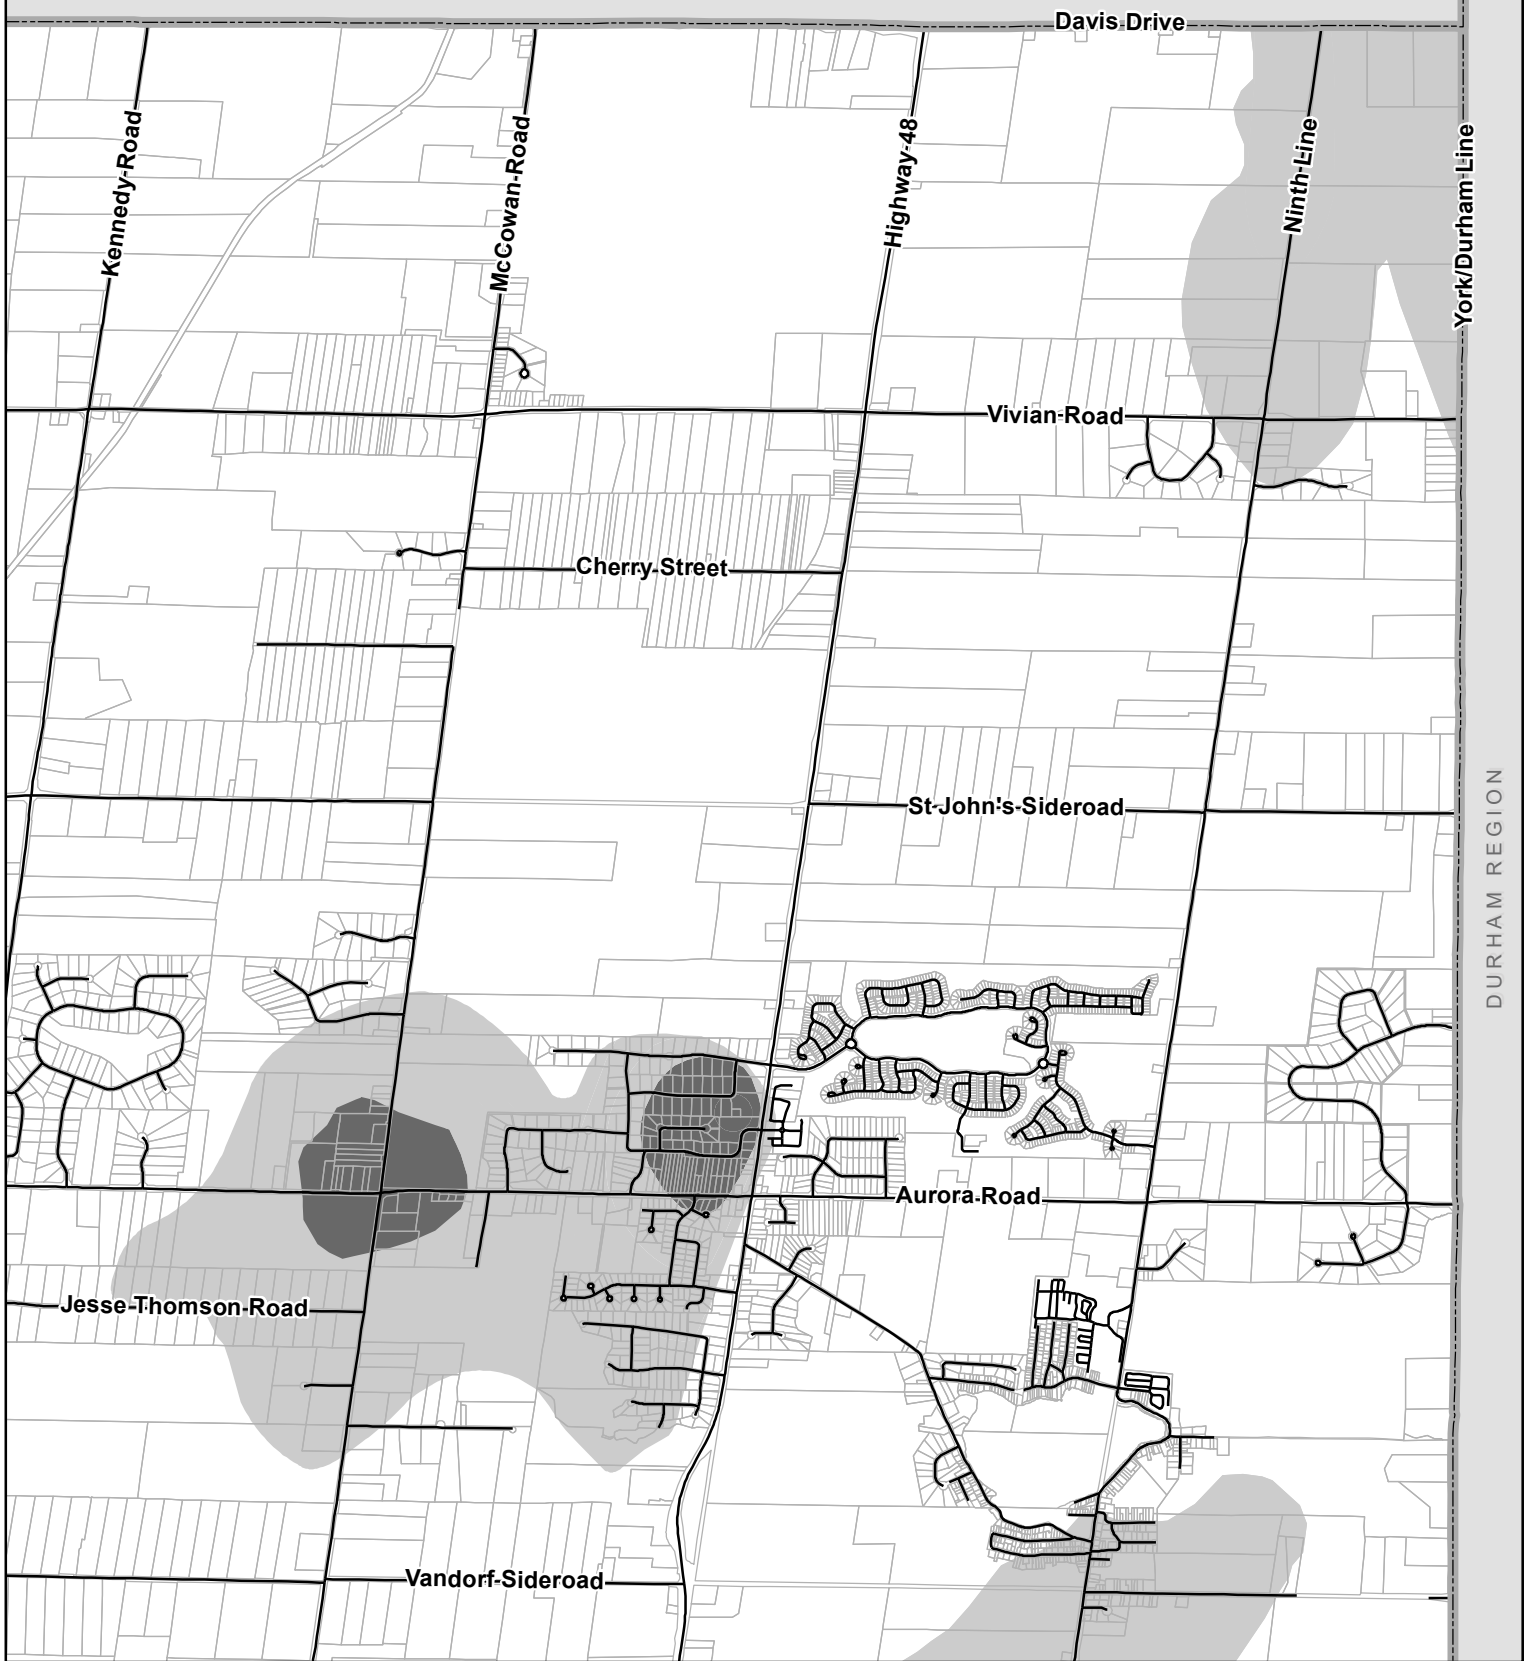 Davis Drive
Kennedy Road
McCowan Road
Highway 48
Ninth Line
York/Durham Line
Vivian Road
Cherry Street
St John's Sideroad
DURHAM REGION
Aurora Road
Jesse Thomson Road
Vandorf Sideroad